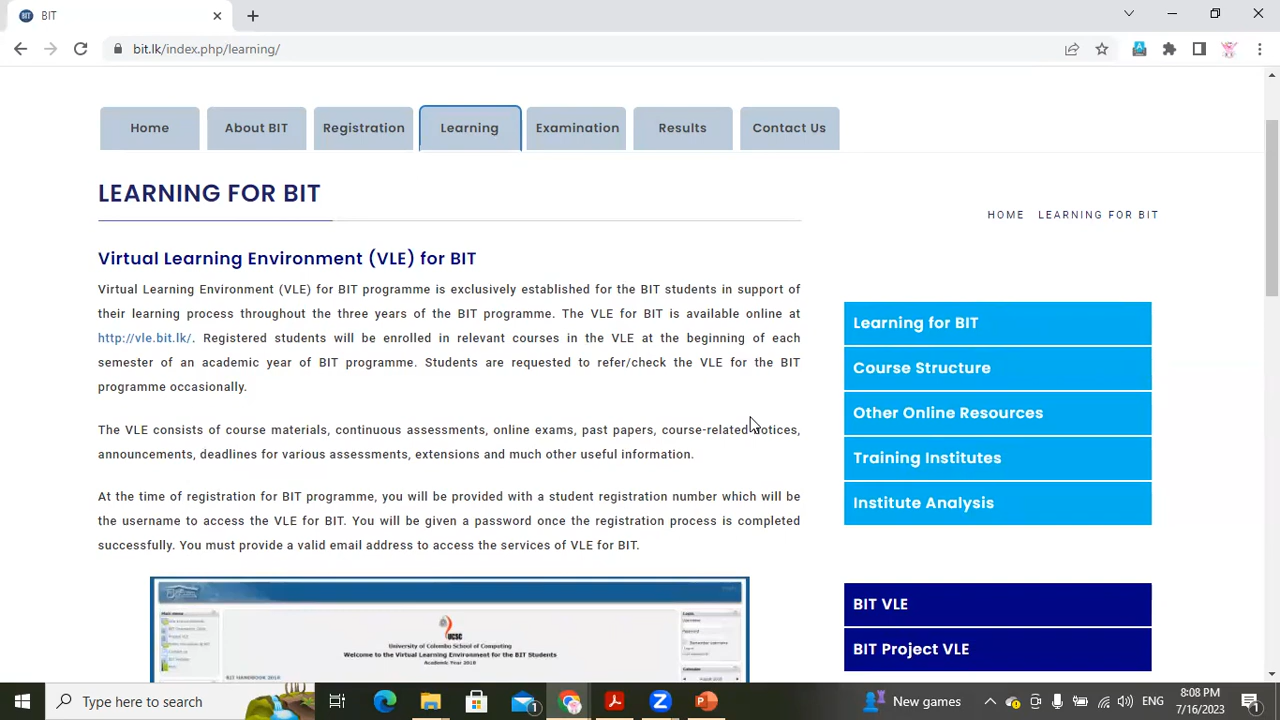 BIT
bit.lk/index.php/learning/
Home About BIT Registration Learning Examination Results Contact Us
LEARNING FOR BIT
HOME LEARNING FOR BIT
Virtual Learning Environment (VLE) for BIT
Virtual Learning Environment (VLE) for BIT programme is exclusively established for the BIT students in support of
their learning process throughout the three years of the BIT programme. The VLE for BIT is available online at
http://vle.bit.lk/. Registered students will be enrolled in relevant courses in the VLE at the beginning of each
semester of an academic year of BIT programme. Students are requested to refer/check the VLE for the BIT
programme occasionally.
The VLE consists of course materials, continuous assessments, online exams, past papers, course-related notices,
announcements, deadlines for various assessments, extensions and much other useful information.
At the time of registration for BIT programme, you will be provided with a student registration number which will be
the username to access the VLE for BIT. You will be given a password once the registration process is completed
successfully. You must provide a valid email address to access the services of VLE for BIT.
Learning for BIT
Course Structure
Other Online Resources
Training Institutes
Institute Analysis
BIT VLE
BIT Project VLE
UCSC
University of Colombo School of Computing
Welcome to the Virtual Learning Environment for the BIT Students
Academic Year 2018
BIT HANDBOOK 2018
Main menu
Type here to search
1
New games
ENG
8:08 PM
7/16/2023
1